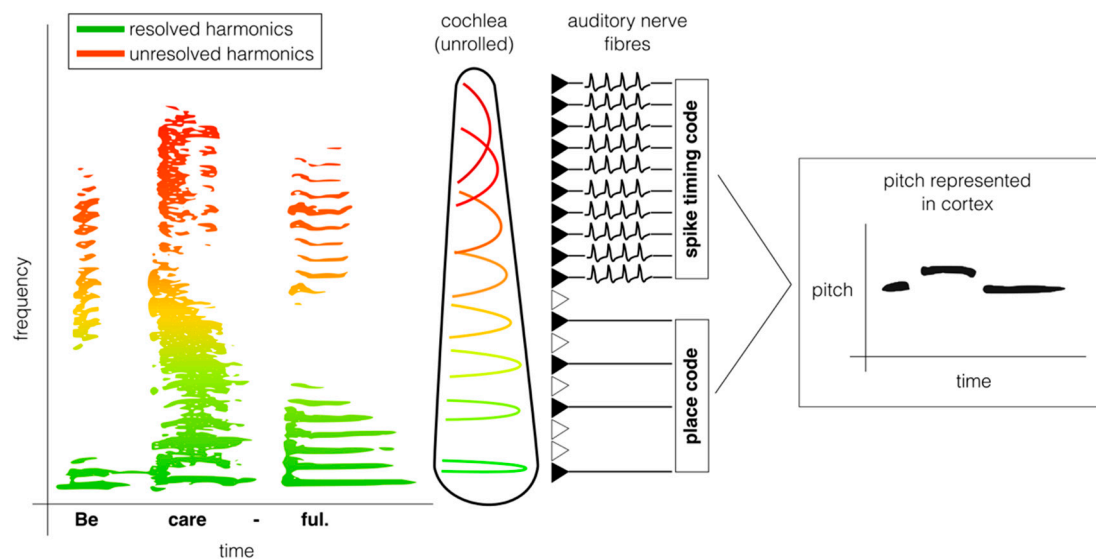 resolved harmonics
unresolved harmonics
frequency
Be care - ful.
time
cochlea
(unrolled)
auditory nerve
fibres
spike timing code
place code
pitch represented
in cortex
pitch
time